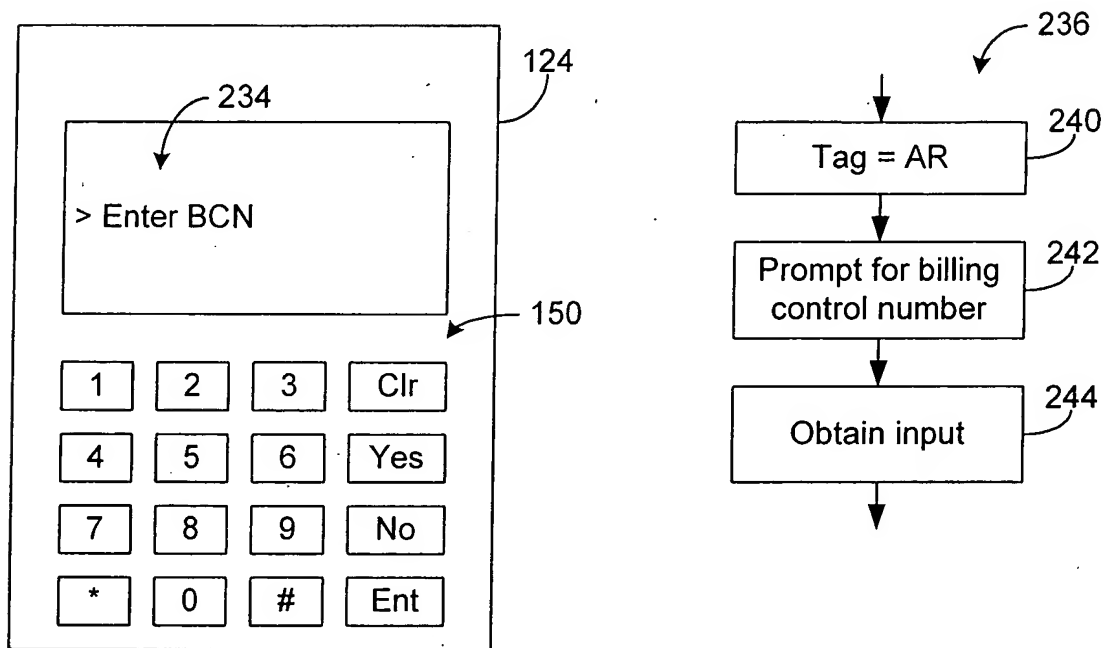 124
234
> Enter BCN
150
1 2 3 Clr
4 5 6 Yes
7 8 9 No
* 0 # Ent
236
240
Tag = AR
242
Prompt for billing
control number
244
Obtain input